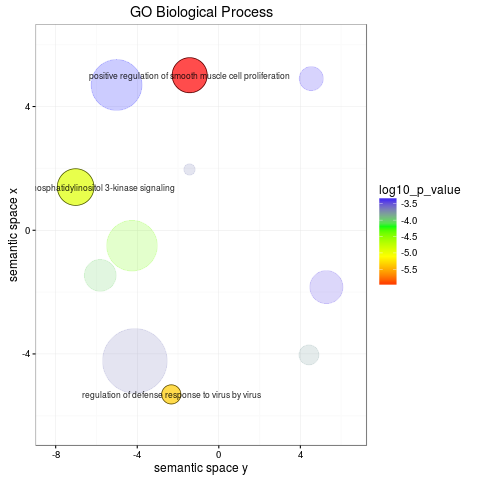 GO Biological Process
positive regulation of smooth muscle cell proliferation
3-kinase signaling
regulation of defense response to virus by virus
semantic space x
4
0
-4
-8
-4
0
4
semantic space y
log10_p_value
-3.5
-4.0
-4.5
-5.0
-5.5